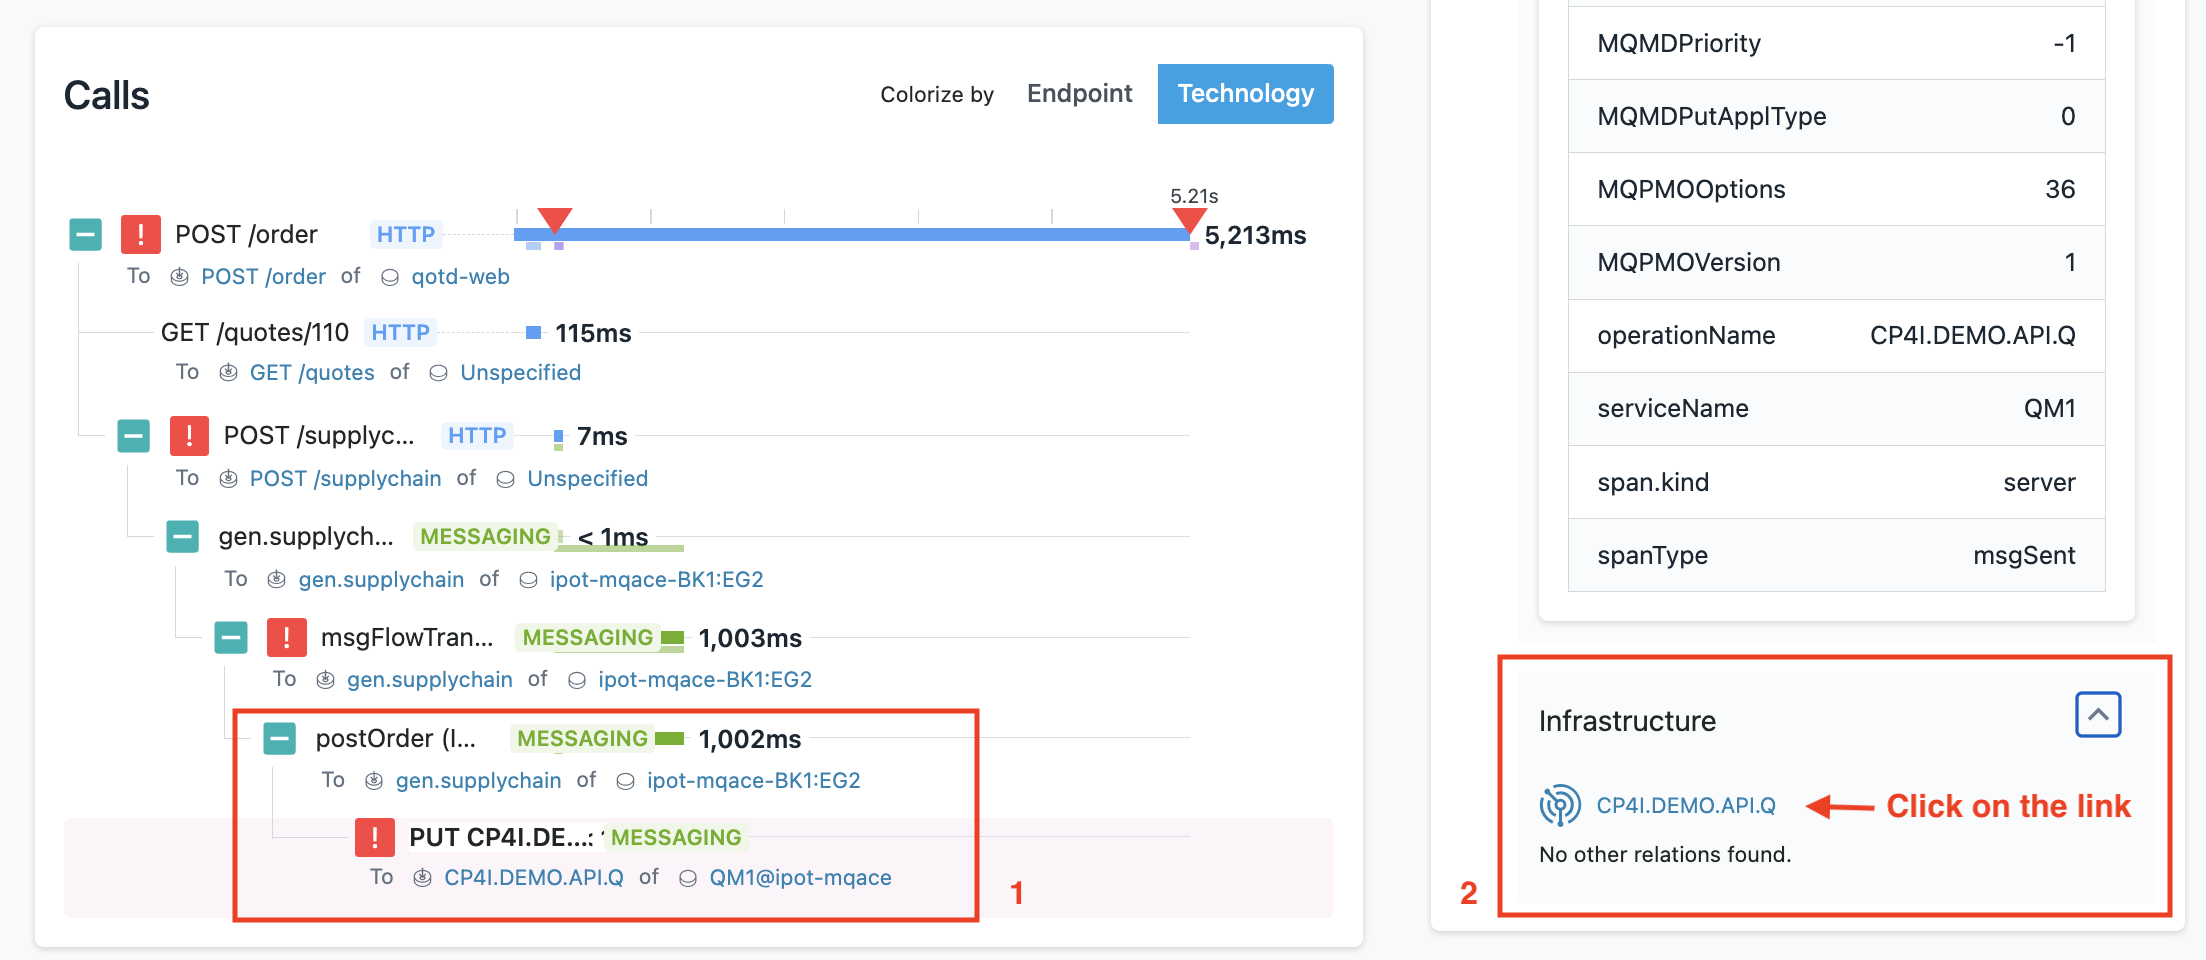 Calls
Colorize by Endpoint Technology
5.21s
! POST /order HTTP 5,213ms
To POST /order of qotd-web
GET /quotes/110 HTTP 115ms
To GET /quotes of Unspecified
! POST /supplyc... HTTP 7ms
To POST /supplychain of Unspecified
gen.supplych... MESSAGING < 1ms
To gen.supplychain of ipot-mqace-BK1:EG2
! msgFlowTran... MESSAGING 1,003ms
To gen.supplychain of ipot-mqace-BK1:EG2
postOrder (I... MESSAGING 1,002ms
To gen.supplychain of ipot-mqace-BK1:EG2
! PUT CP4I.DE...: MESSAGING
To CP4I.DEMO.API.Q of QM1@ipot-mqace
1
MQMDPriority -1
MQMDPutApplType 0
MQPMOOptions 36
MQPMOVersion 1
operationName CP4I.DEMO.API.Q
serviceName QM1
span.kind server
spanType msgSent
Infrastructure
CP4I.DEMO.API.Q Click on the link
No other relations found.
2